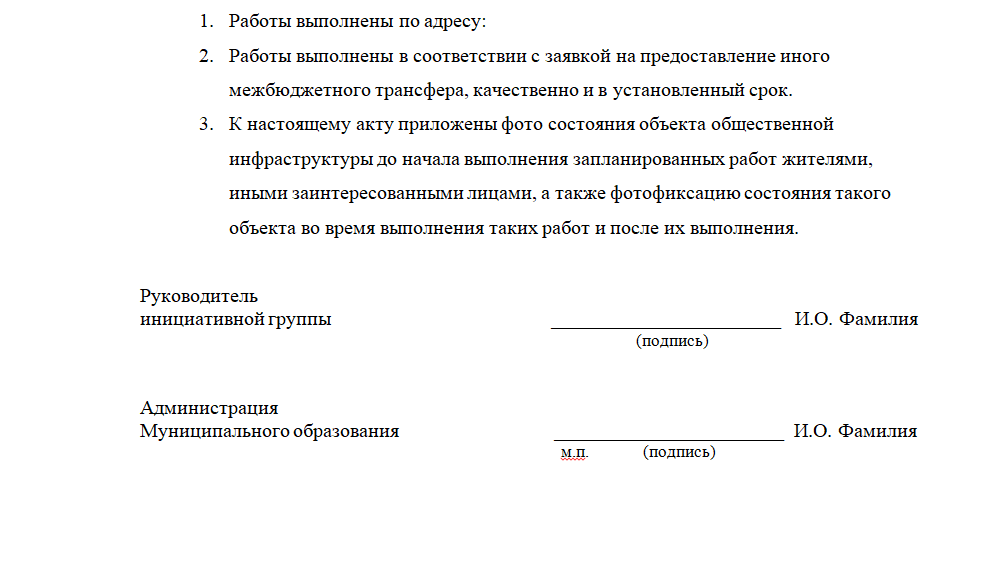 1. Работы выполнены по адресу:
2. Работы выполнены в соответствии с заявкой на предоставление иного
межбюджетного трансфера, качественно и в установленный срок.
3. К настоящему акту приложены фото состояния объекта общественной
инфраструктуры до начала выполнения запланированных работ жителями,
иными заинтересованными лицами, а также фотофиксацию состояния такого
объекта во время выполнения таких работ и после их выполнения.
Руководитель
инициативной группы ________________________ И.О. Фамилия
(подпись)
Администрация
Муниципального образования ________________________ И.О. Фамилия
м.п. (подпись)